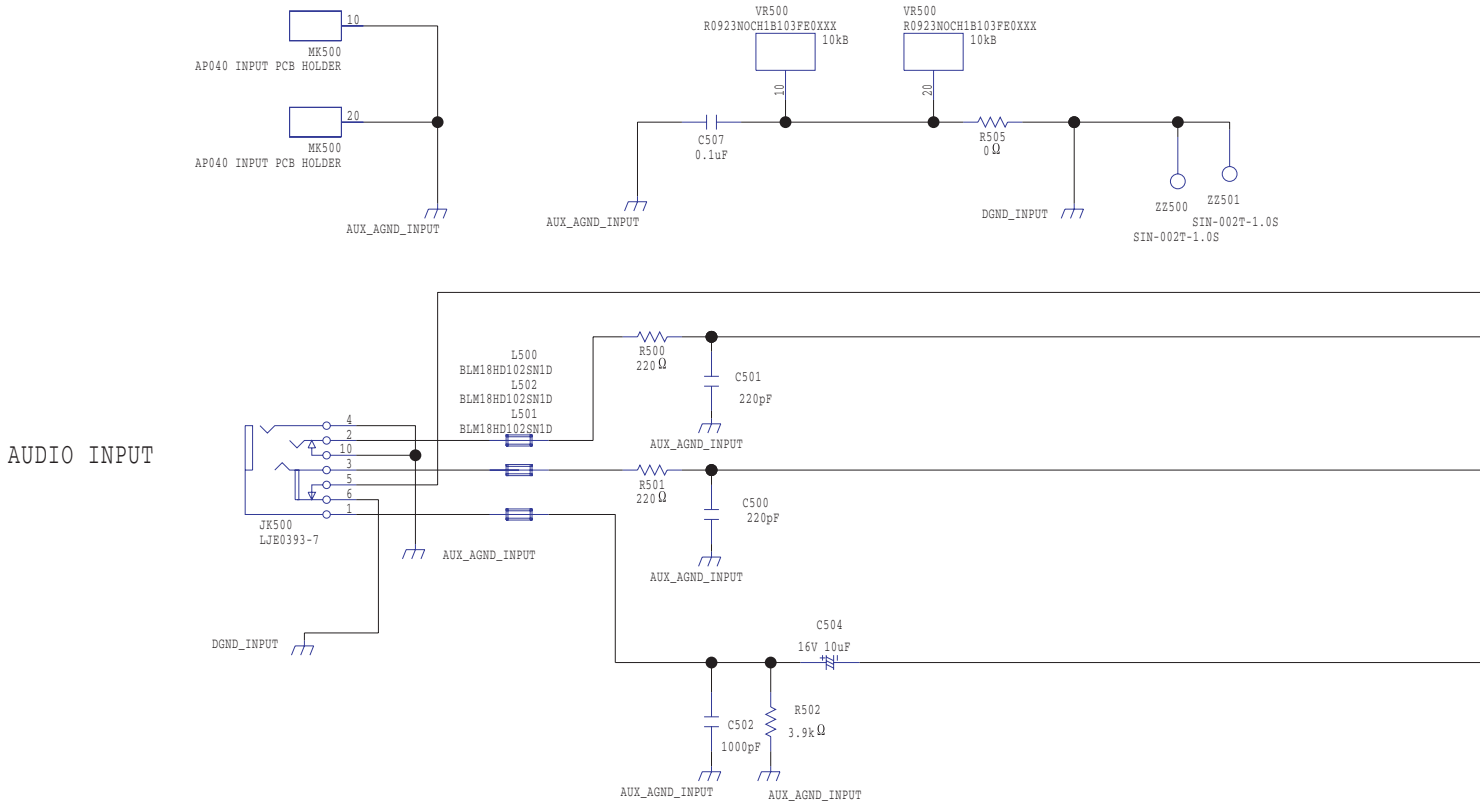 10
MK500
AP040 INPUT PCB HOLDER
20
MK500
AP040 INPUT PCB HOLDER
AUX_AGND_INPUT
VR500
R0923NOCH1B103FE0XXX
10kB
10
VR500
R0923NOCH1B103FE0XXX
10kB
20
C507
0.1uF
AUX_AGND_INPUT
R505
0Ω
DGND_INPUT
ZZ500
SIN-002T-1.0S
ZZ501
SIN-002T-1.0S
AUDIO INPUT
4
2
10
3
5
6
1
JK500
LJE0393-7
AUX_AGND_INPUT
DGND_INPUT
L500
BLM18HD102SN1D
L502
BLM18HD102SN1D
L501
BLM18HD102SN1D
R500
220Ω
C501
220pF
AUX_AGND_INPUT
R501
220Ω
C500
220pF
AUX_AGND_INPUT
C504
16V 10uF
+
C502
1000pF
R502
3.9kΩ
AUX_AGND_INPUT
AUX_AGND_INPUT